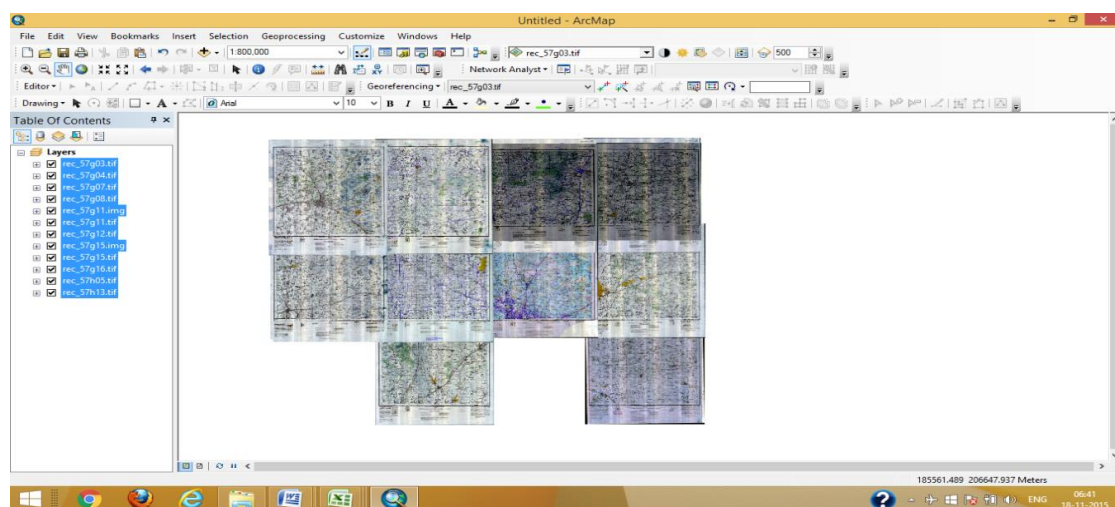 Untitled - ArcMap
File Edit View Bookmarks Insert Selection Geoprocessing Customize Windows Help
1:800,000 rec_57g03.tif 500
Network Analyst
Editor Georeferencing rec_57g03.tif
Drawing A Arial 10 B I U A
Table Of Contents
Layers
rec_57g03.tif
rec_57g04.tif
rec_57g07.tif
rec_57g08.tif
rec_57g11.img
rec_57g11.tif
rec_57g12.tif
rec_57g15.img
rec_57g15.tif
rec_57g16.tif
rec_57h05.tif
rec_57h13.tif
185561.489 206647.937 Meters
ENG 06:41
18-11-2015